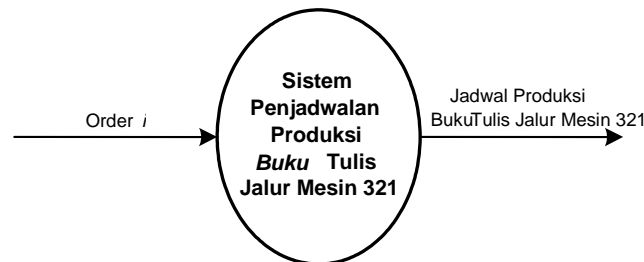 Order i
Sistem
Penjadwalan
Produksi
Buku Tulis
Jalur Mesin 321
Jadwal Produksi
BukuTulis Jalur Mesin 321